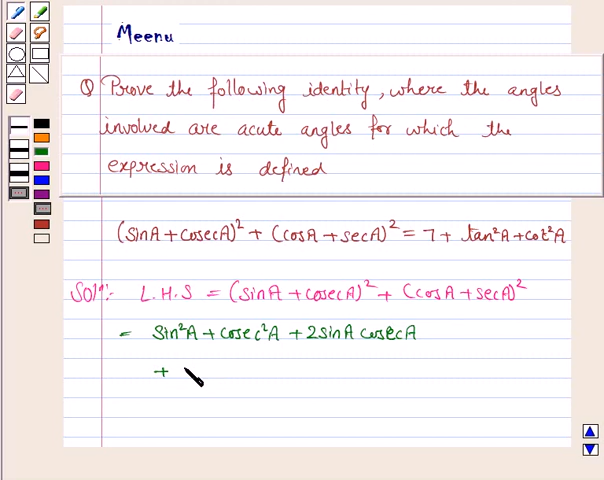 Meenu
Q Prove the following identity, where the angles
involved are acute angles for which the
expression is defined
(sinA + cosecA)² + (cosA + secA)² = 7 + tan²A + cot²A
Solⁿ: L.H.S = (sinA + cosecA)² + (cosA + secA)²
= sin²A + cosec²A + 2sinA cosecA
+